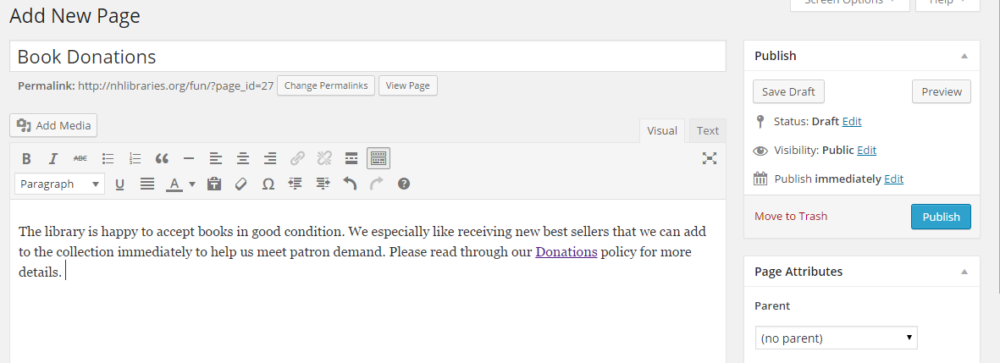 Add New Page
Screen Options
Help
Book Donations
Permalink: http://nhlibraries.org/fun/?page_id=27 Change Permalinks View Page
Add Media
Visual Text
B I ABC
Paragraph U A Ω ?
The library is happy to accept books in good condition. We especially like receiving new best sellers that we can add
to the collection immediately to help us meet patron demand. Please read through our Donations policy for more
details.
Publish
Save Draft Preview
Status: Draft Edit
Visibility: Public Edit
Publish immediately Edit
Move to Trash Publish
Page Attributes
Parent
(no parent)